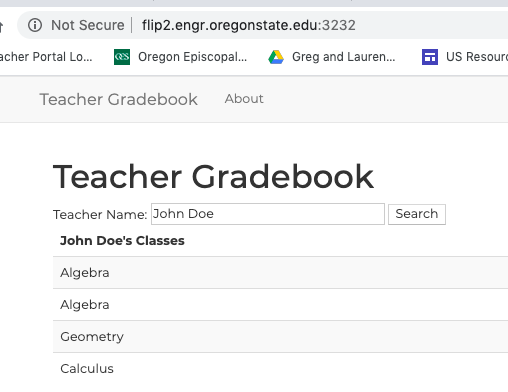 Not Secure | flip2.engr.oregonstate.edu:3232
acher Portal Lo... OES Oregon Episcopal... Greg and Lauren... US Resour
Teacher Gradebook About
Teacher Gradebook
Teacher Name: John Doe Search
John Doe's Classes
Algebra
Algebra
Geometry
Calculus